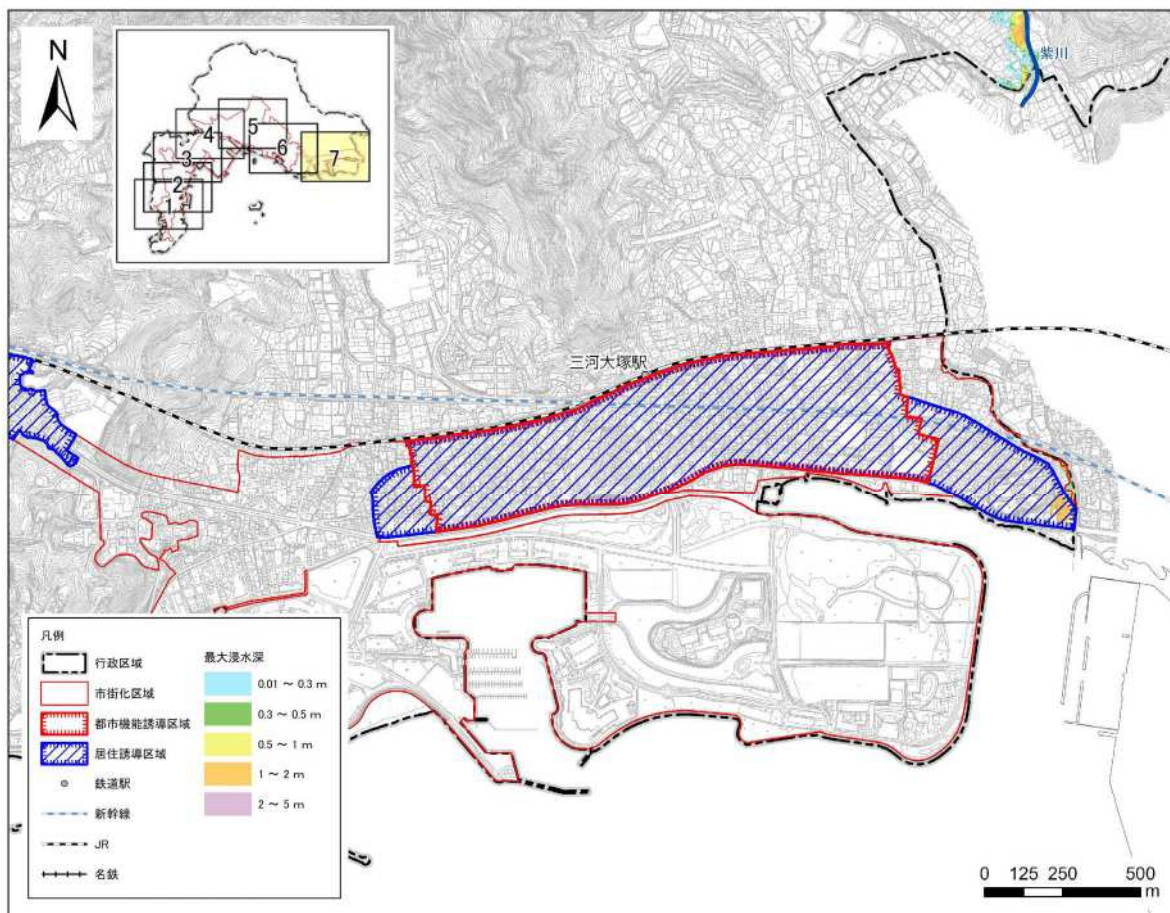 N
5
4
6
3
7
2
1
紫川
三河大塚駅
凡例
行政区域
市街化区域
都市機能誘導区域
居住誘導区域
鉄道駅
新幹線
JR
名鉄
最大浸水深
0.01 ～ 0.3 m
0.3 ～ 0.5 m
0.5 ～ 1 m
1 ～ 2 m
2 ～ 5 m
0 125 250 500
m